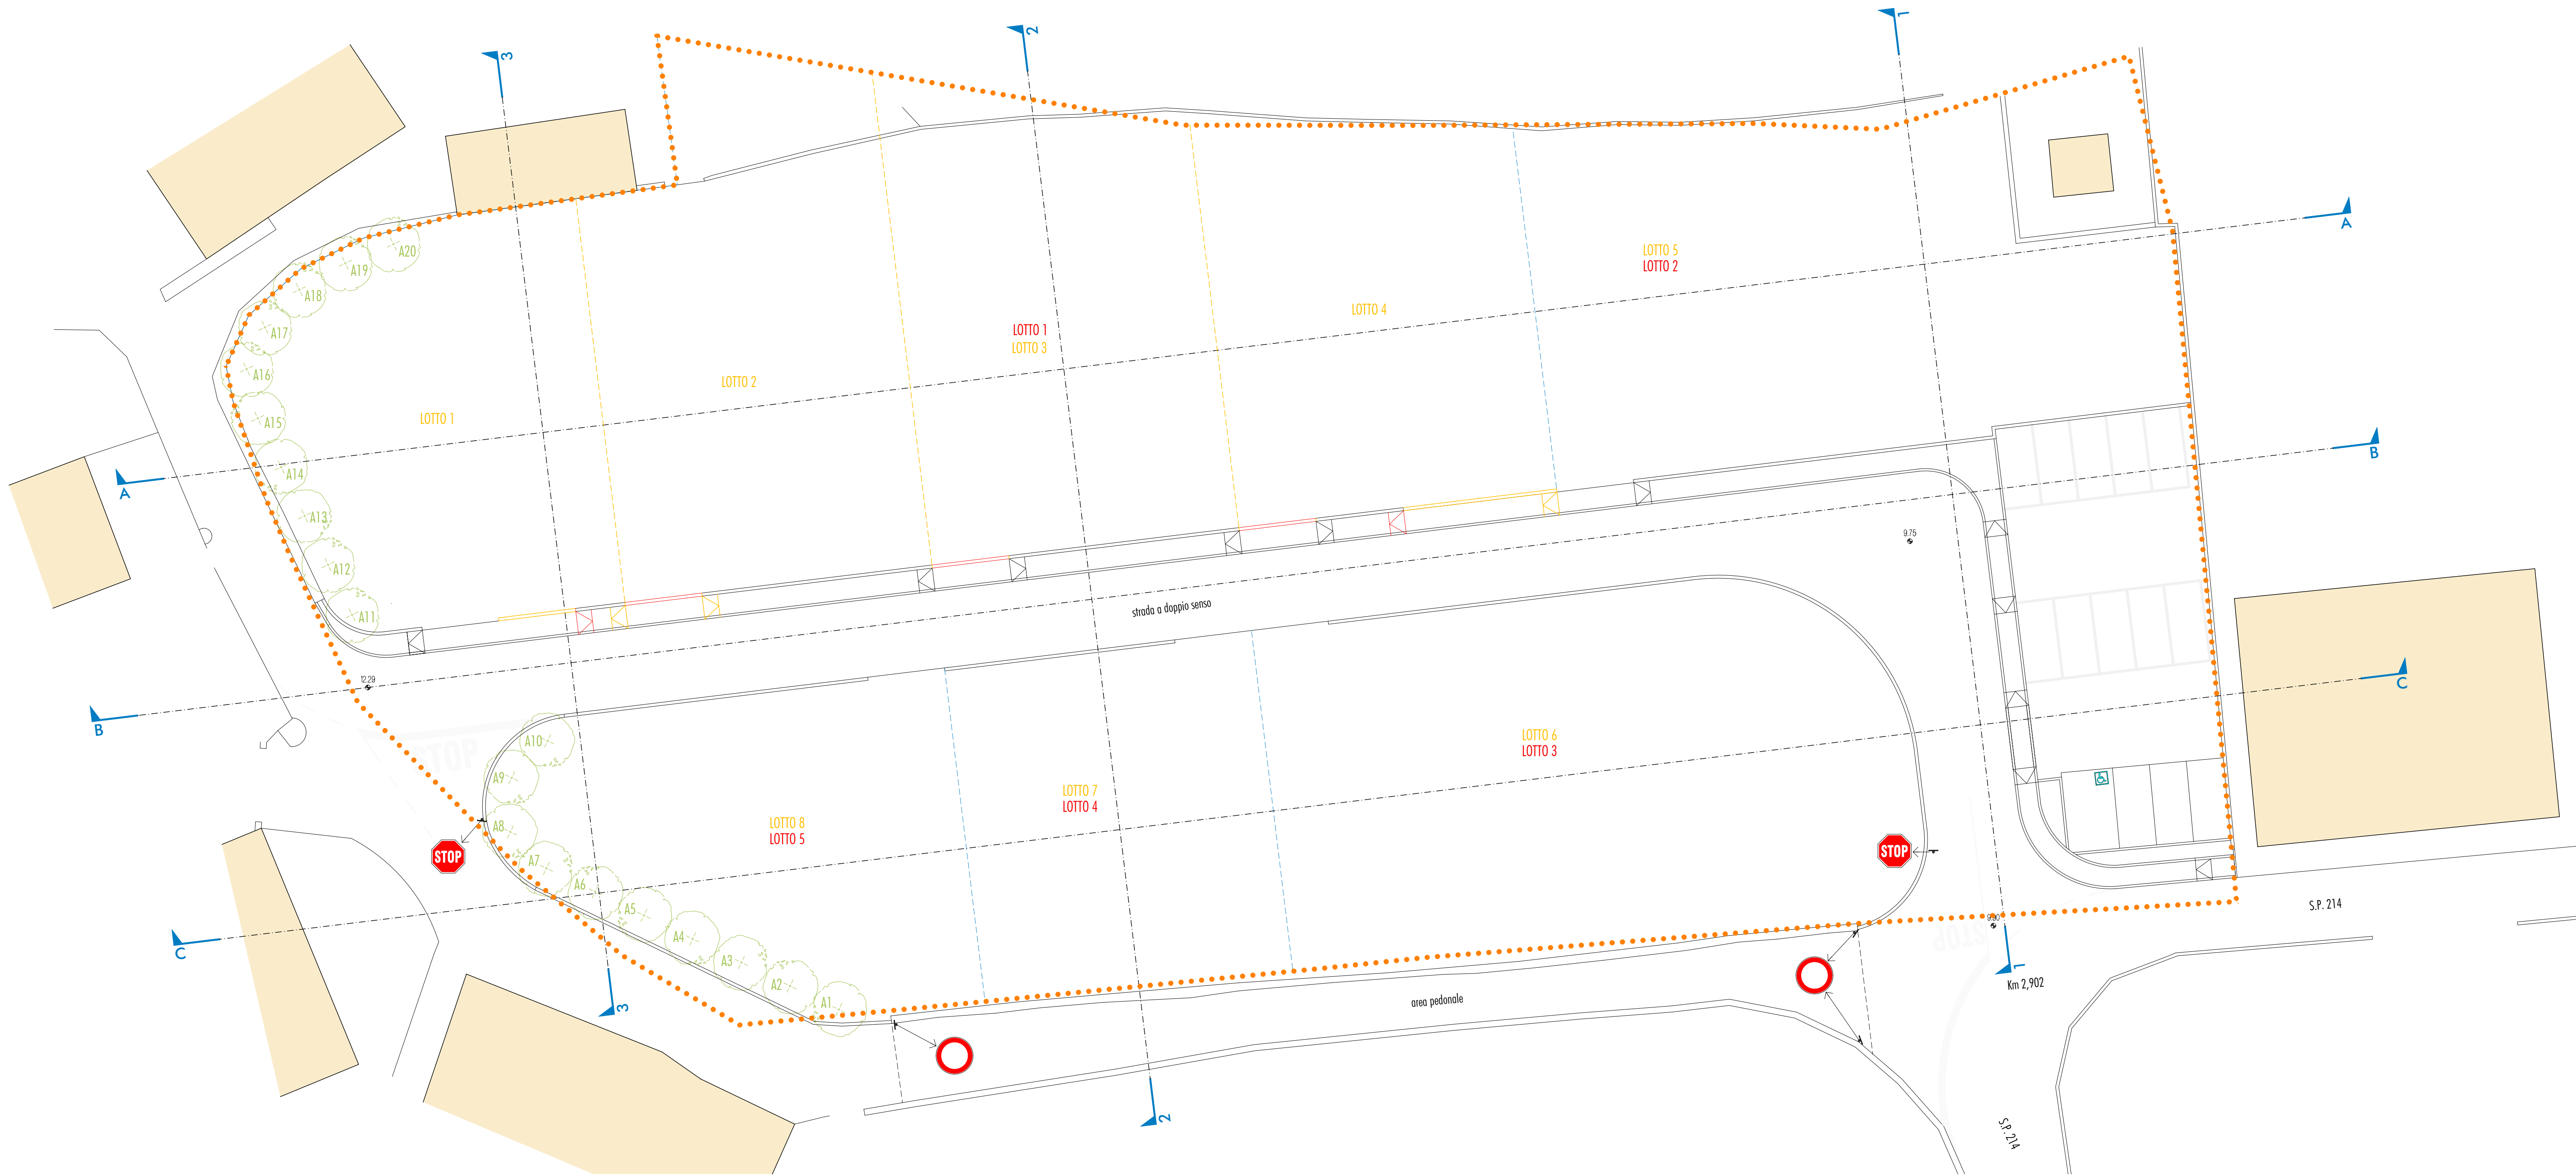 1
2
3
A20
A19
A18
A17
A16
A15
A14
A13
A12
A11
A
A
LOTTO 5
LOTTO 2
LOTTO 4
LOTTO 1
LOTTO 3
LOTTO 2
LOTTO 1
B
B
9.75
strada a doppio senso
12.29
STOP
A10
A9
A8
A7
A6
A5
A4
A3
A2
A1
C
C
LOTTO 6
LOTTO 3
LOTTO 7
LOTTO 4
LOTTO 8
LOTTO 5
STOP
STOP
S.P. 214
STOP
1
Km 2,902
area pedonale
3
2
S.P. 214